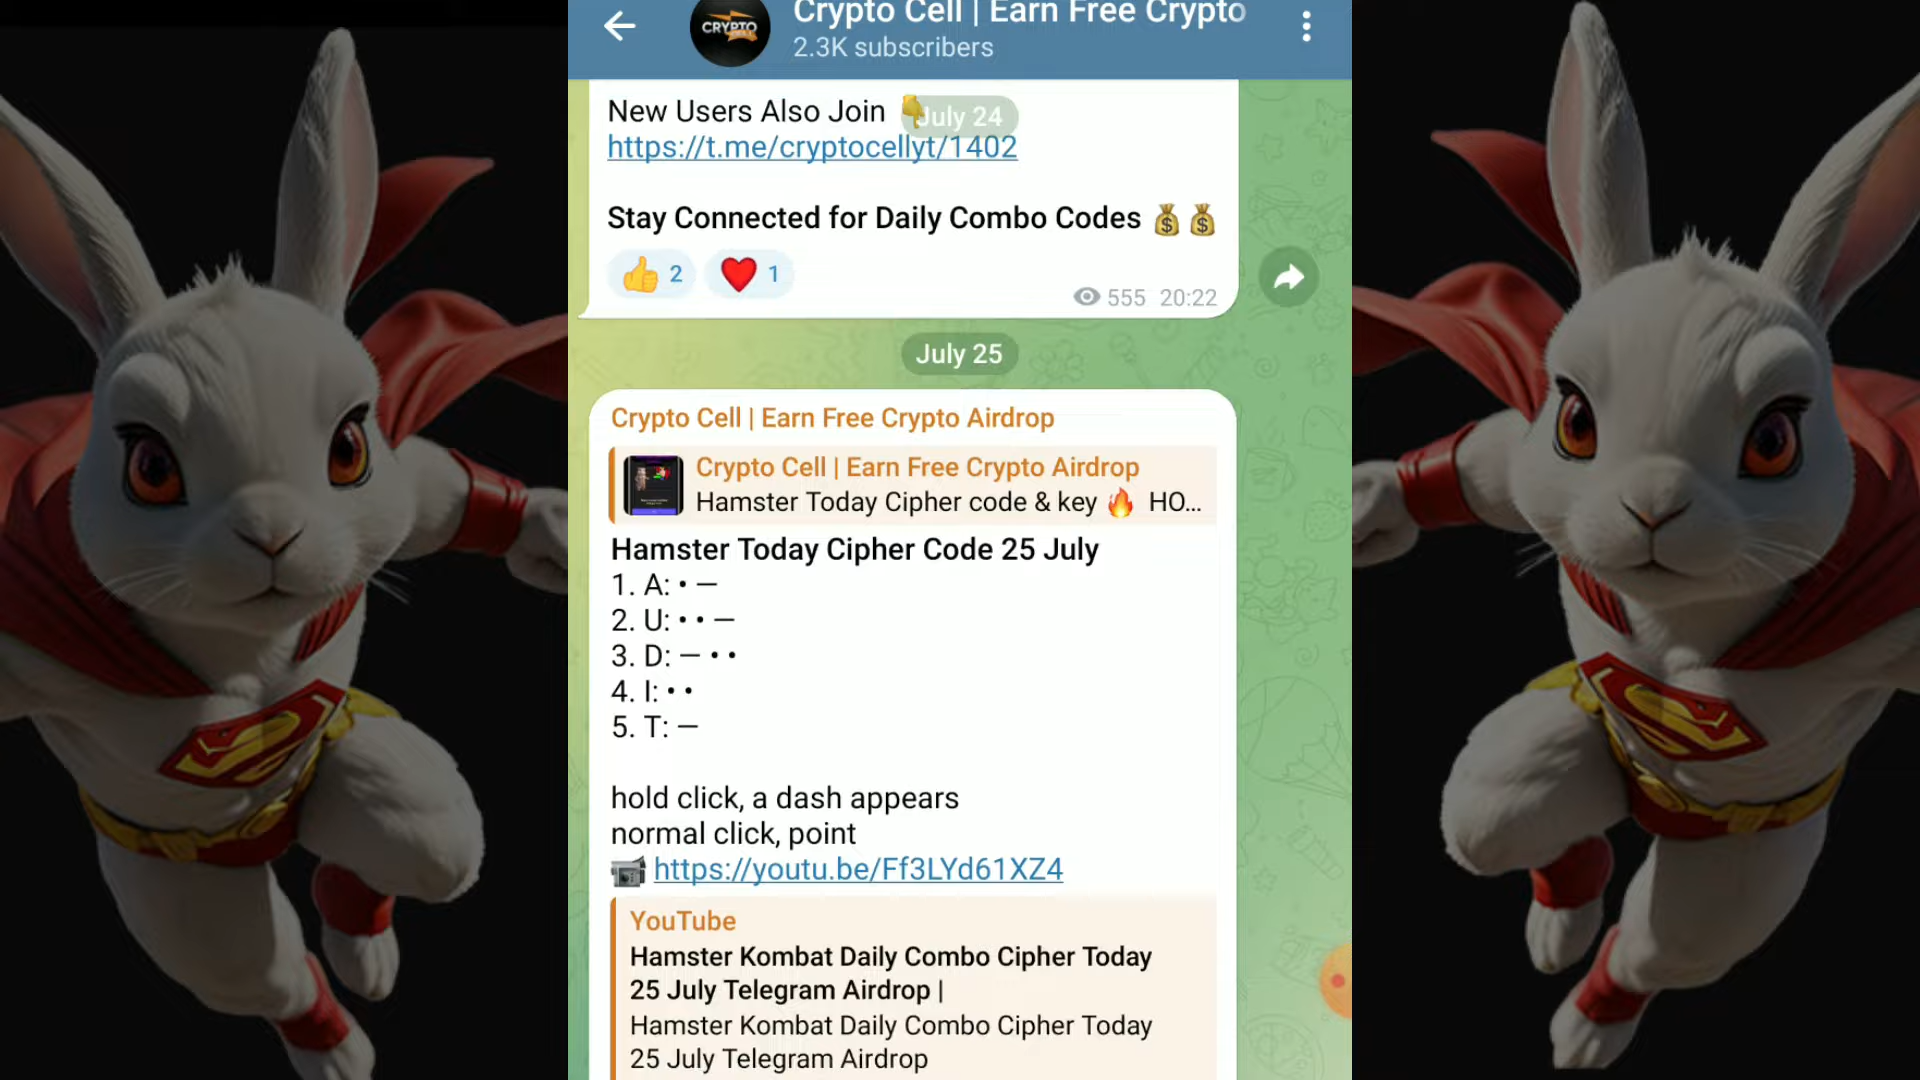 Crypto Cell | Earn Free Crypto
CRYPTO
2.3K subscribers
New Users Also Join 👇
July 24
https://t.me/cryptocellyt/1402
Stay Connected for Daily Combo Codes 💰💰
👍 2 ❤️ 1
555 20:22
July 25
Crypto Cell | Earn Free Crypto Airdrop
Crypto Cell | Earn Free Crypto Airdrop
Hamster Today Cipher code & key 🔥 HO...
Hamster Today Cipher Code 25 July
1. A: • —
2. U: • • —
3. D: — • •
4. I: • •
5. T: —
hold click, a dash appears
normal click, point
📹 https://youtu.be/Ff3LYd61XZ4
YouTube
Hamster Kombat Daily Combo Cipher Today
25 July Telegram Airdrop |
Hamster Kombat Daily Combo Cipher Today
25 July Telegram Airdrop